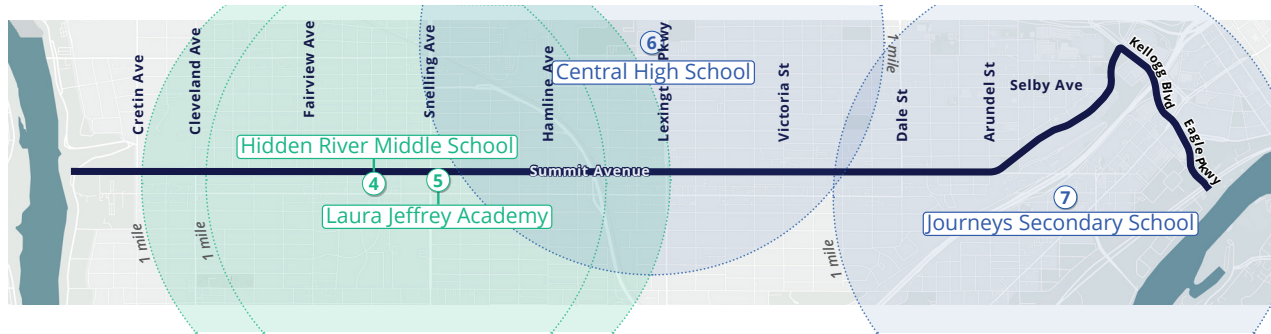 Cretin Ave
Cleveland Ave
Fairview Ave
Snelling Ave
Hamline Ave
6
Lexington Pkwy
Central High School
Victoria St
1 mile
Dale St
Arundel St
Selby Ave
Kellogg Blvd
Eagle Pkwy
Hidden River Middle School
4
5
Summit Avenue
Laura Jeffrey Academy
7
Journeys Secondary School
1 mile
1 mile
1 mile